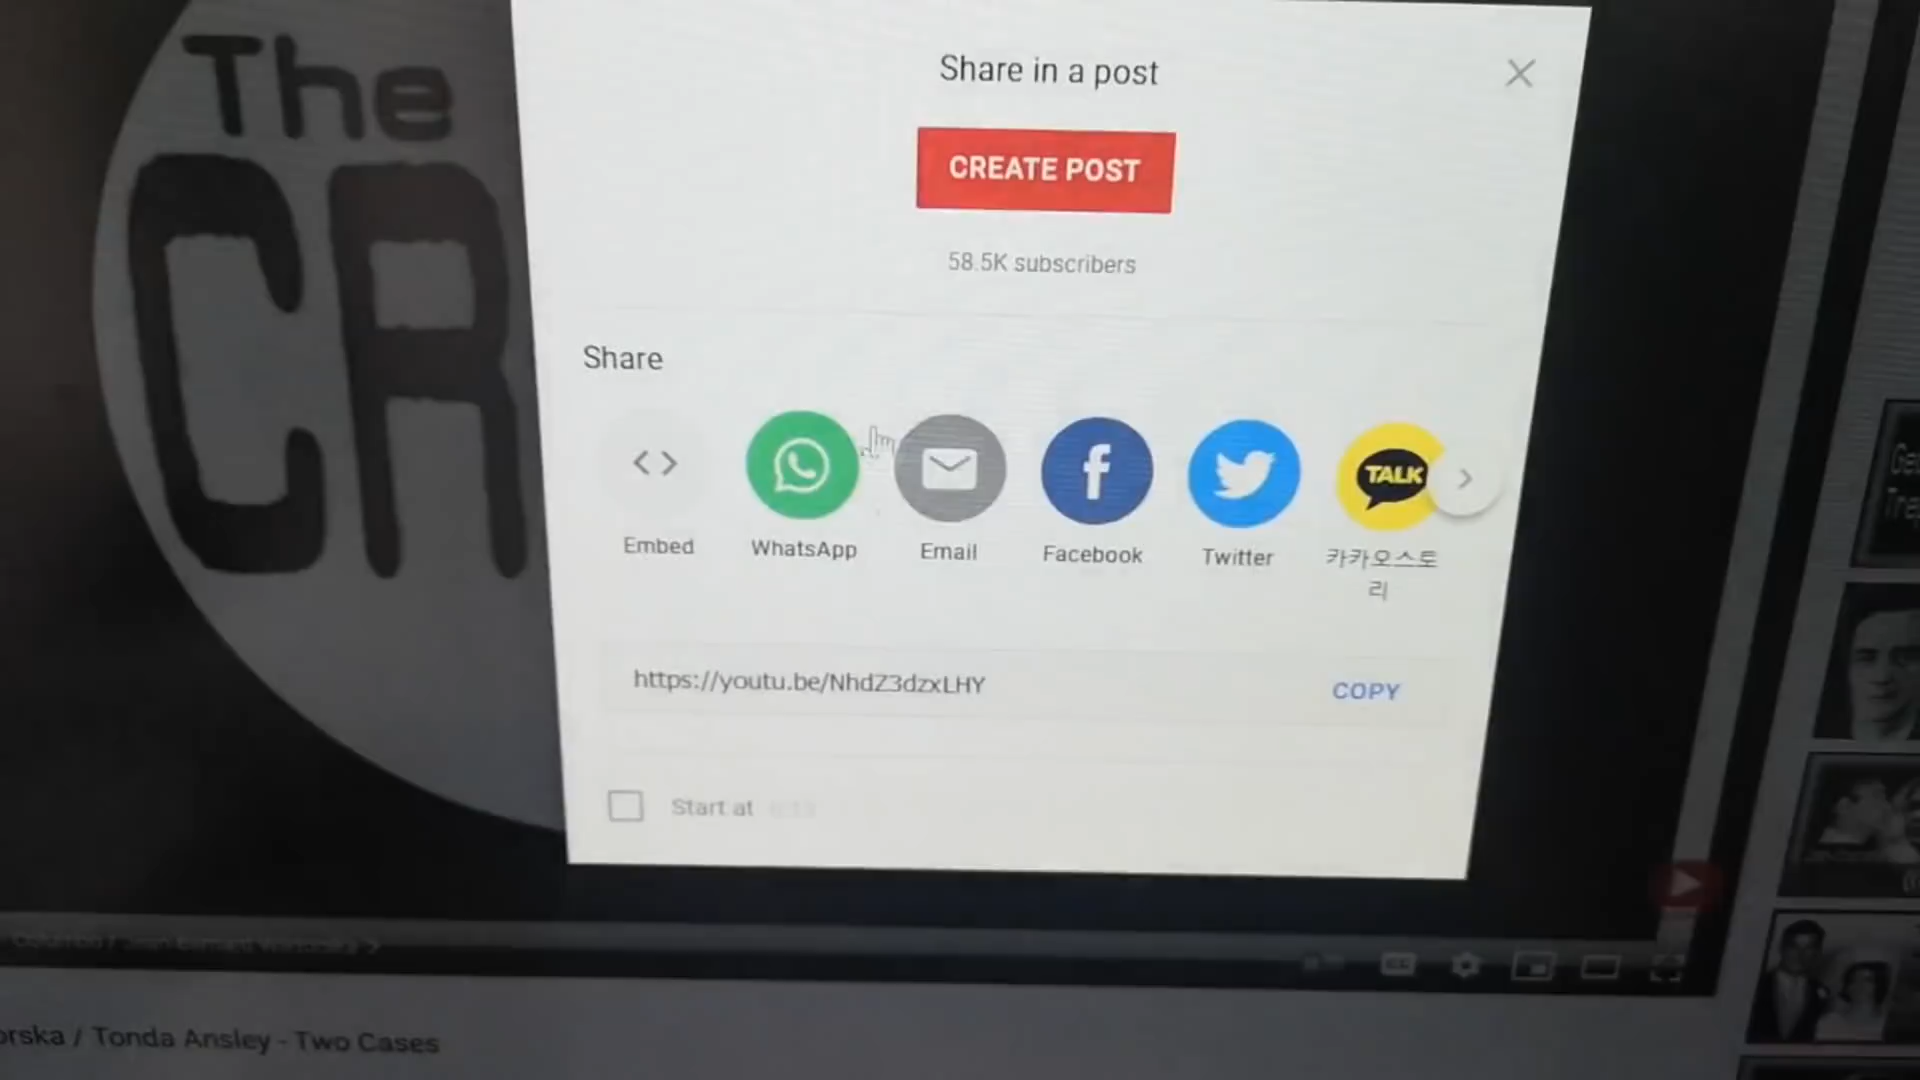 The
CR
Share in a post
CREATE POST
58.5K subscribers
Share
TALK
Embed
WhatsApp
Email
Facebook
Twitter
카카오스토
리
https://youtu.be/NhdZ3dzxLHY
COPY
Start at
orska / Tonda Ansley - Two Cases